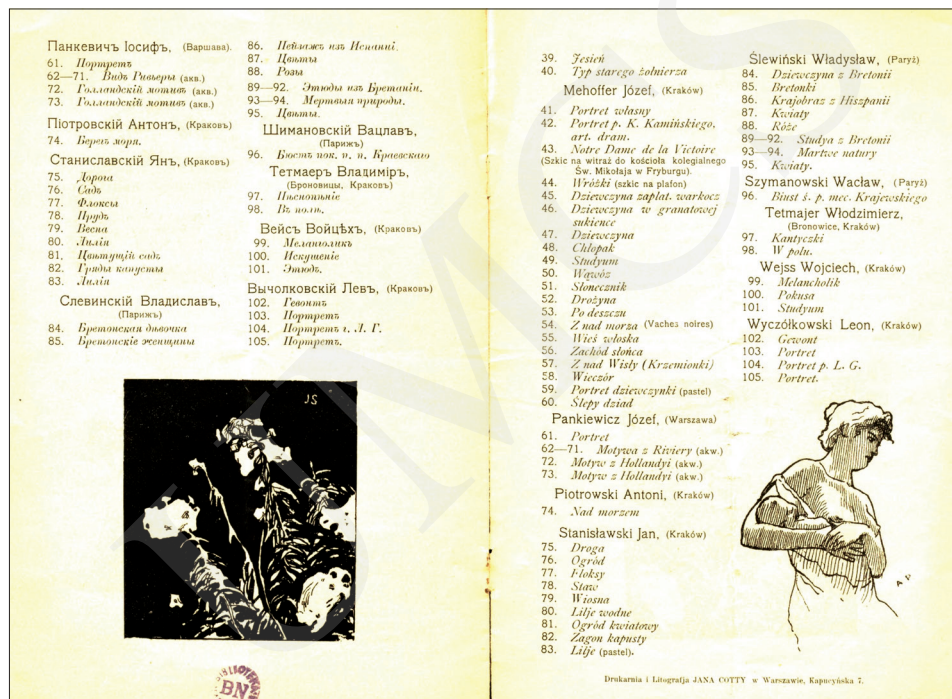 Панкевичъ Іосифъ, (Варшава).
61. Портретъ
62—71. Видъ Ривьеры (акв.)
72. Голландскій мотивъ (акв.)
73. Голландскій мотивъ (акв.)
Піотровскій Антонъ, (Краковъ)
74. Берегъ моря.
Станиславскій Янъ, (Краковъ)
75. Дорога
76. Садъ
77. Флоксы
78. Прудъ
79. Весна
80. Лиліи
81. Цвѣтущій садъ
82. Гряды капусты
83. Лиліи
Слевинскій Владиславъ,
(Парижъ)
84. Бретонская дѣвочка
85. Бретонскіе женщины
86. Пейзажъ изъ Испаніи.
87. Цвѣты
88. Розы
89—92. Этюды изъ Бретаніи.
93—94. Мертвая природа.
95. Цвѣты.
Шимановскій Вацлавъ,
(Парижъ)
96. Бюстъ пок. п. п. Краевскаго
Тетмаеръ Владиміръ,
(Броновицы, Краковъ)
97. Пѣснопѣніе
98. Въ полѣ.
Вейсъ Войцѣхъ, (Краковъ)
99. Меланholикъ
100. Искушеніе
101. Этюдъ.
Вычолковскій Левъ, (Краковъ)
102. Гевонтъ
103. Портретъ
104. Портретъ г. Л. Г.
105. Портретъ.
JS
BN
39. Jesień
40. Typ starego żołnierza
Mehoffer Józef, (Kraków)
41. Portret własny
42. Portret p. K. Kamińskiego,
art. dram.
43. Notre Dame de la Victoire
(Szkic na witraż do kościoła kolegialnego
Św. Mikołaja w Fryburgu).
44. Wróżki (szkic na plafon)
45. Dziewczyna zaplat. warkocz
46. Dziewczyna w granatowej
sukience
47. Dziewczyna
48. Chłopak
49. Studyum
50. Wąwóz
51. Słonecznik
52. Drożyna
53. Po deszczu
54. Z nad morza (Vaches noires)
55. Wieś włoska
56. Zachód słońca
57. Z nad Wisły (Krzemionki)
58. Wieczór
59. Portret dziewczynki (pastel)
60. Ślepy dziad
Pankiewicz Józef, (Warszawa)
61. Portret
62—71. Motywa z Riviery (akw.)
72. Motyw z Hollandyi (akw.)
73. Motyw z Hollandyi (akw.)
Piotrowski Antoni, (Kraków)
74. Nad morzem
Stanisławski Jan, (Kraków)
75. Droga
76. Ogród
77. Floksy
78. Staw
79. Wiosna
80. Lilje wodne
81. Ogród kwiatowy
82. Zagon kapusty
83. Lilje (pastel).
Ślewiński Władysław, (Paryż)
84. Dziewczyna z Bretonii
85. Bretonki
86. Krajobraz z Hiszpanii
87. Kwiaty
88. Róże
89—92. Studya z Bretonii
93—94. Martwe natury
95. Kwiaty.
Szymanowski Wacław, (Paryż)
96. Biust ś. p. mec. Krajewskiego
Tetmajer Włodzimierz,
(Bronowice, Kraków)
97. Kantyczki
98. W polu.
Wejss Wojciech, (Kraków)
99. Melancholik
100. Pokusa
101. Studyum
Wyczółkowski Leon, (Kraków)
102. Gewont
103. Portret
104. Portret p. L. G.
105. Portret.
Drukarnia i Litografja JANA COTTY w Warszawie, Kapucyńska 7.
UMCS